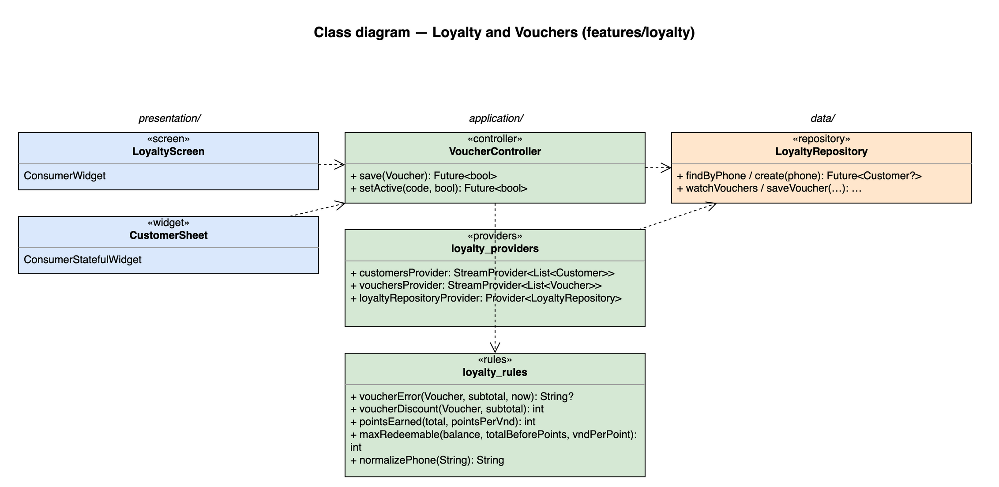 Class diagram — Loyalty and Vouchers (features/loyalty)
presentation/
«screen»
LoyaltyScreen
ConsumerWidget
«widget»
CustomerSheet
ConsumerStatefulWidget
application/
«controller»
VoucherController
+ save(Voucher): Future<bool>
+ setActive(code, bool): Future<bool>
«providers»
loyalty_providers
+ customersProvider: StreamProvider<List<Customer>>
+ vouchersProvider: StreamProvider<List<Voucher>>
+ loyaltyRepositoryProvider: Provider<LoyaltyRepository>
«rules»
loyalty_rules
+ voucherError(Voucher, subtotal, now): String?
+ voucherDiscount(Voucher, subtotal): int
+ pointsEarned(total, pointsPerVnd): int
+ maxRedeemable(balance, totalBeforePoints, vndPerPoint):
int
+ normalizePhone(String): String
data/
«repository»
LoyaltyRepository
+ findByPhone / create(phone): Future<Customer?>
+ watchVouchers / saveVoucher(…): …